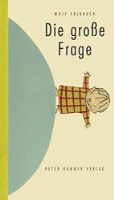 WOLF ERLBRUCH
Die große
Frage
PETER HAMMER VERLAG